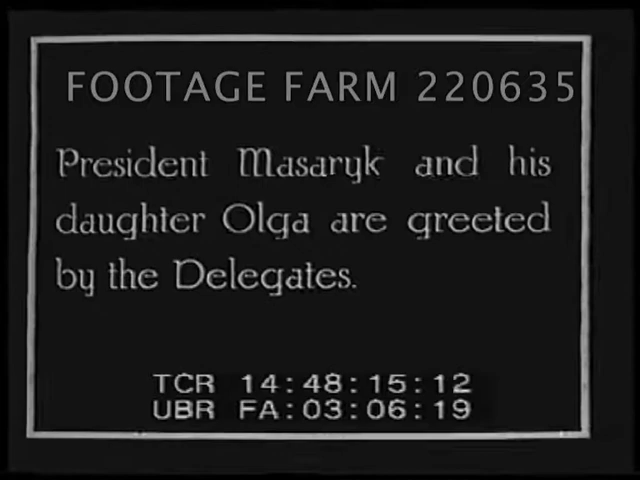 FOOTAGE FARM 220635
President Masaryk and his
daughter Olga are greeted
by the Delegates.
TCR 14:48:15:12
UBR FA:03:06:19